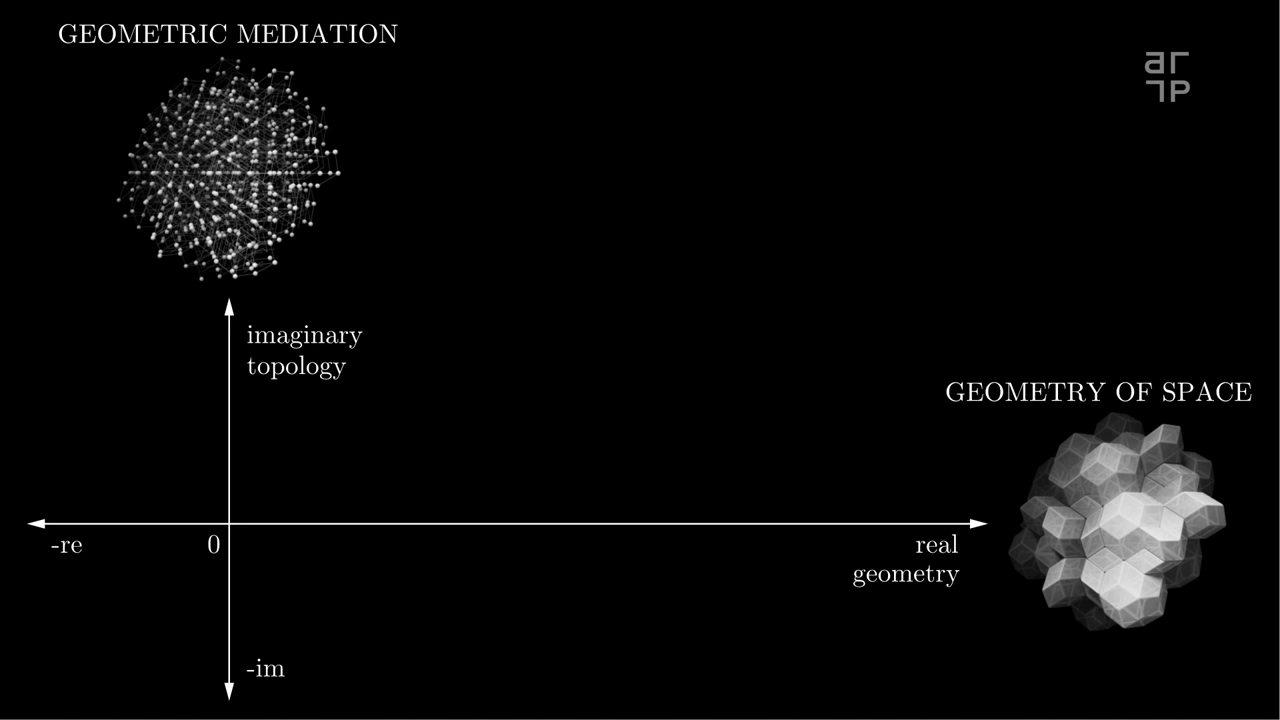 GEOMETRIC MEDIATION
imaginary
topology
GEOMETRY OF SPACE
-re
0
real
geometry
-im